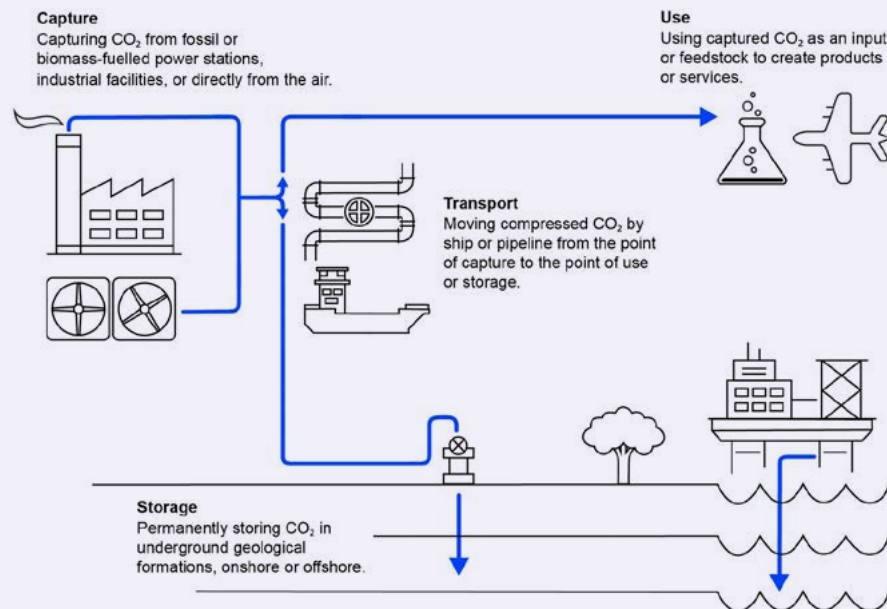 Capture
Capturing CO₂ from fossil or
biomass-fuelled power stations,
industrial facilities, or directly from the air.
Use
Using captured CO₂ as an input
or feedstock to create products
or services.
Transport
Moving compressed CO₂ by
ship or pipeline from the point
of capture to the point of use
or storage.
Storage
Permanently storing CO₂ in
underground geological
formations, onshore or offshore.